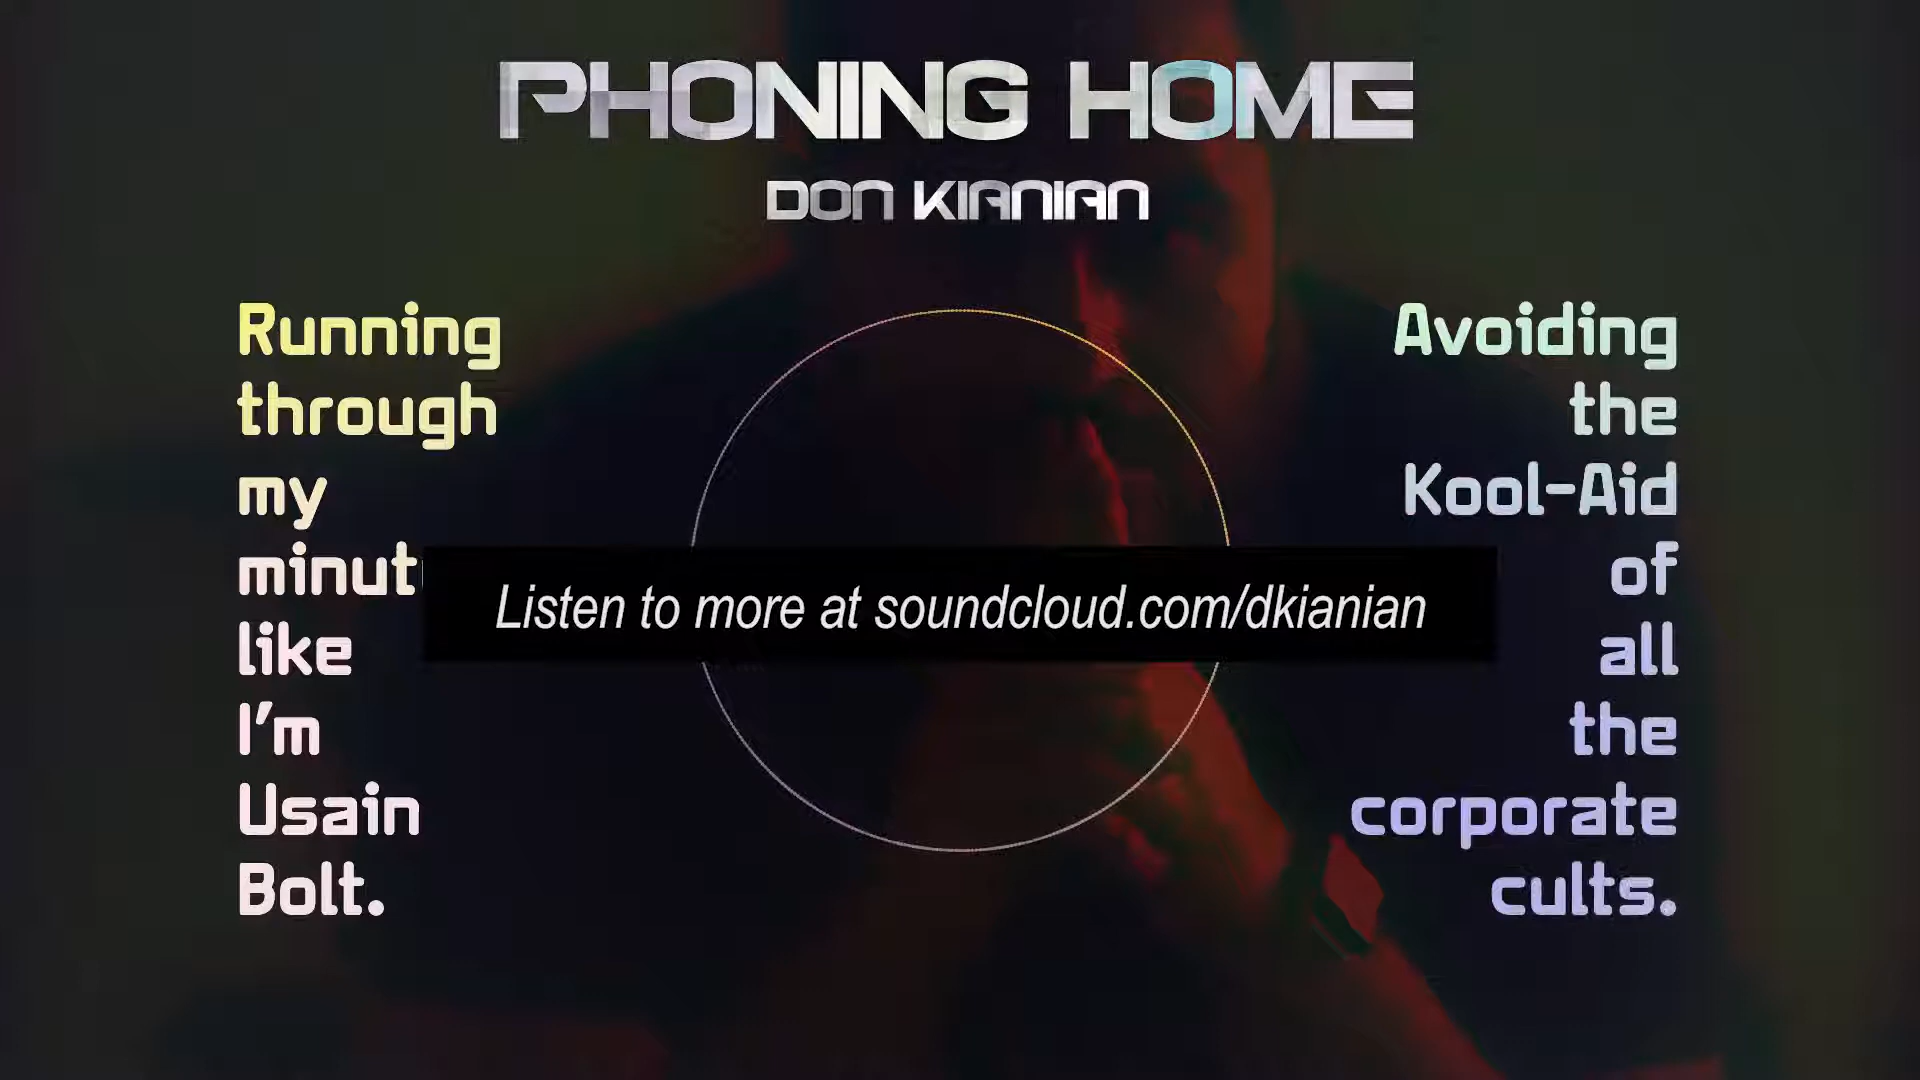 PHONING HOME
DON KIANIAN
Running
through
my
like
I'm
Usain
Bolt.
Listen to more at soundcloud.com/dkianian
Avoiding
the
Kool-Aid
of
all
the
corporate
cults.